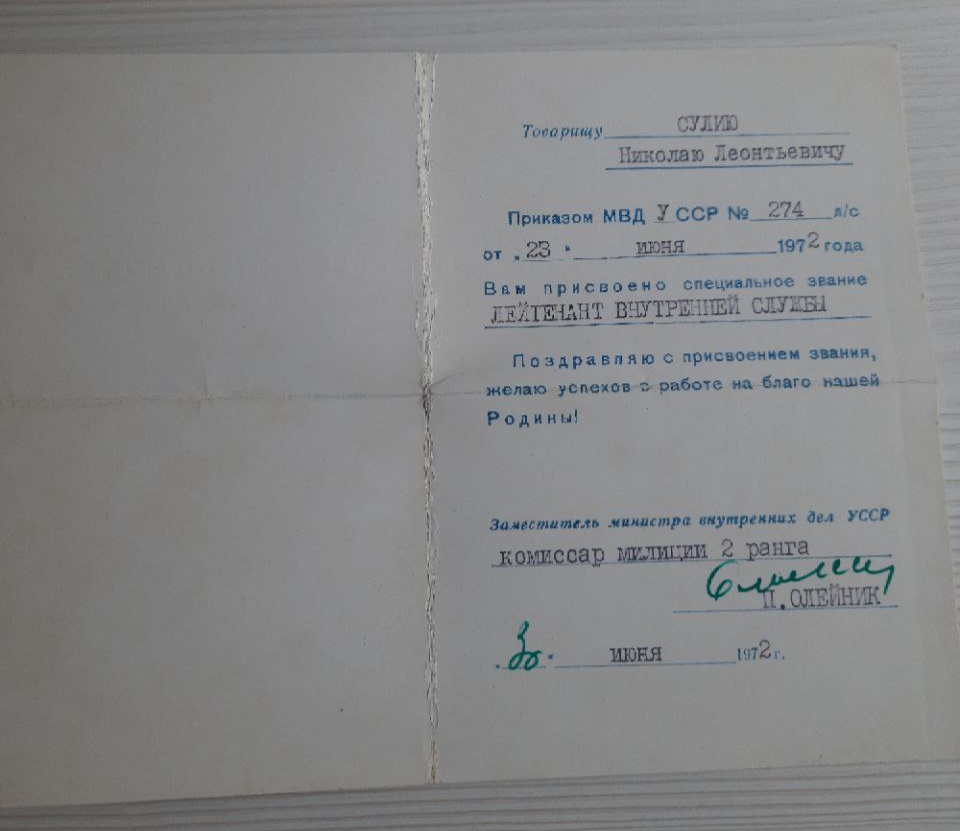 Товарищу СУЛИЮ
Николаю Леонтьевичу
Приказом МВД У ССР № 274 л/с
от „23" июня 1972 года
Вам присвоено специальное звание
ЛЕЙТЕНАНТ ВНУТРЕННЕЙ СЛУЖБЫ
Поздравляю с присвоением звания,
желаю успехов в работе на благо нашей
Родины!
Заместитель министра внутренних дел УССР
комиссар милиции 2 ранга
П. ОЛЕЙНИК
июня 1972 г.